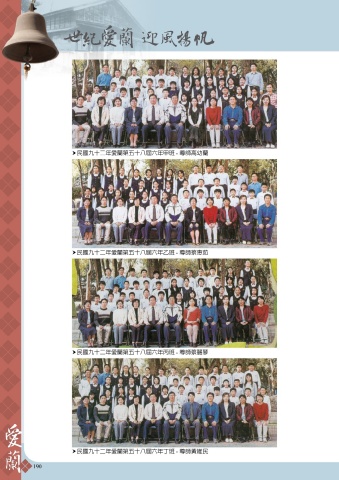 世紀愛蘭 迎風揚帆
➤民國九十二年愛蘭第五十八屆六年甲班，導師高幼蘭
➤民國九十二年愛蘭第五十八屆六年乙班，導師蔡惠如
➤民國九十二年愛蘭第五十八屆六年丙班，導師蔡麗琴
➤民國九十二年愛蘭第五十八屆六年丁班，導師黃隆民
愛蘭
196